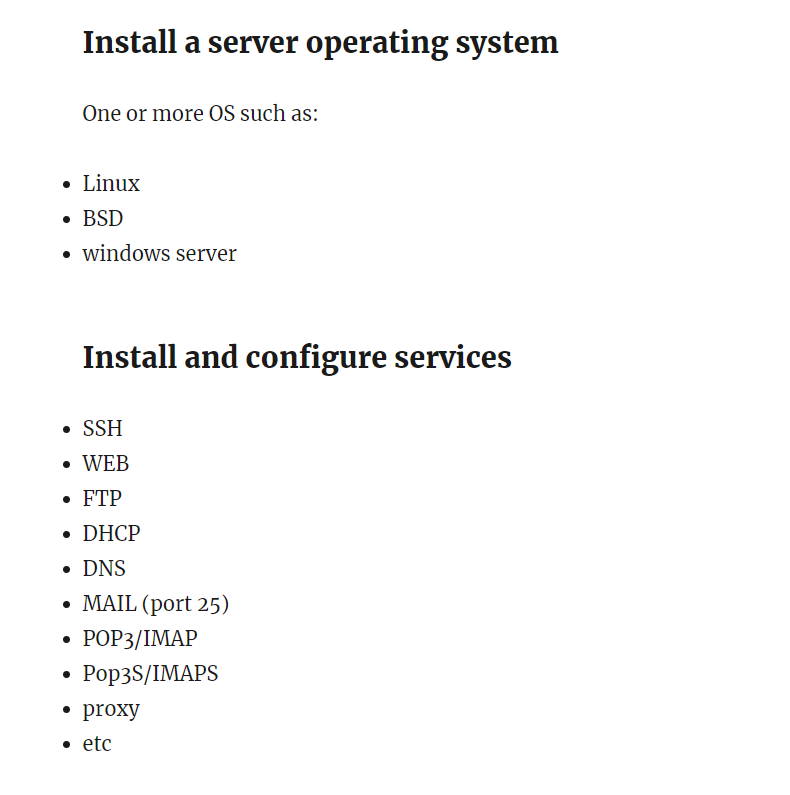 Install a server operating system
One or more OS such as:
• Linux
• BSD
• windows server
Install and configure services
• SSH
• WEB
• FTP
• DHCP
• DNS
• MAIL (port 25)
• POP3/IMAP
• Pop3S/IMAPS
• proxy
• etc